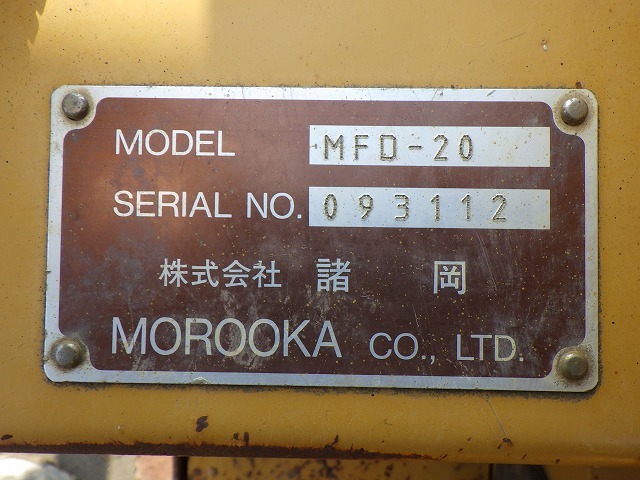 MODEL MFD-20
SERIAL NO. 093112
株式会社 諸 岡
MOROOKA CO., LTD.